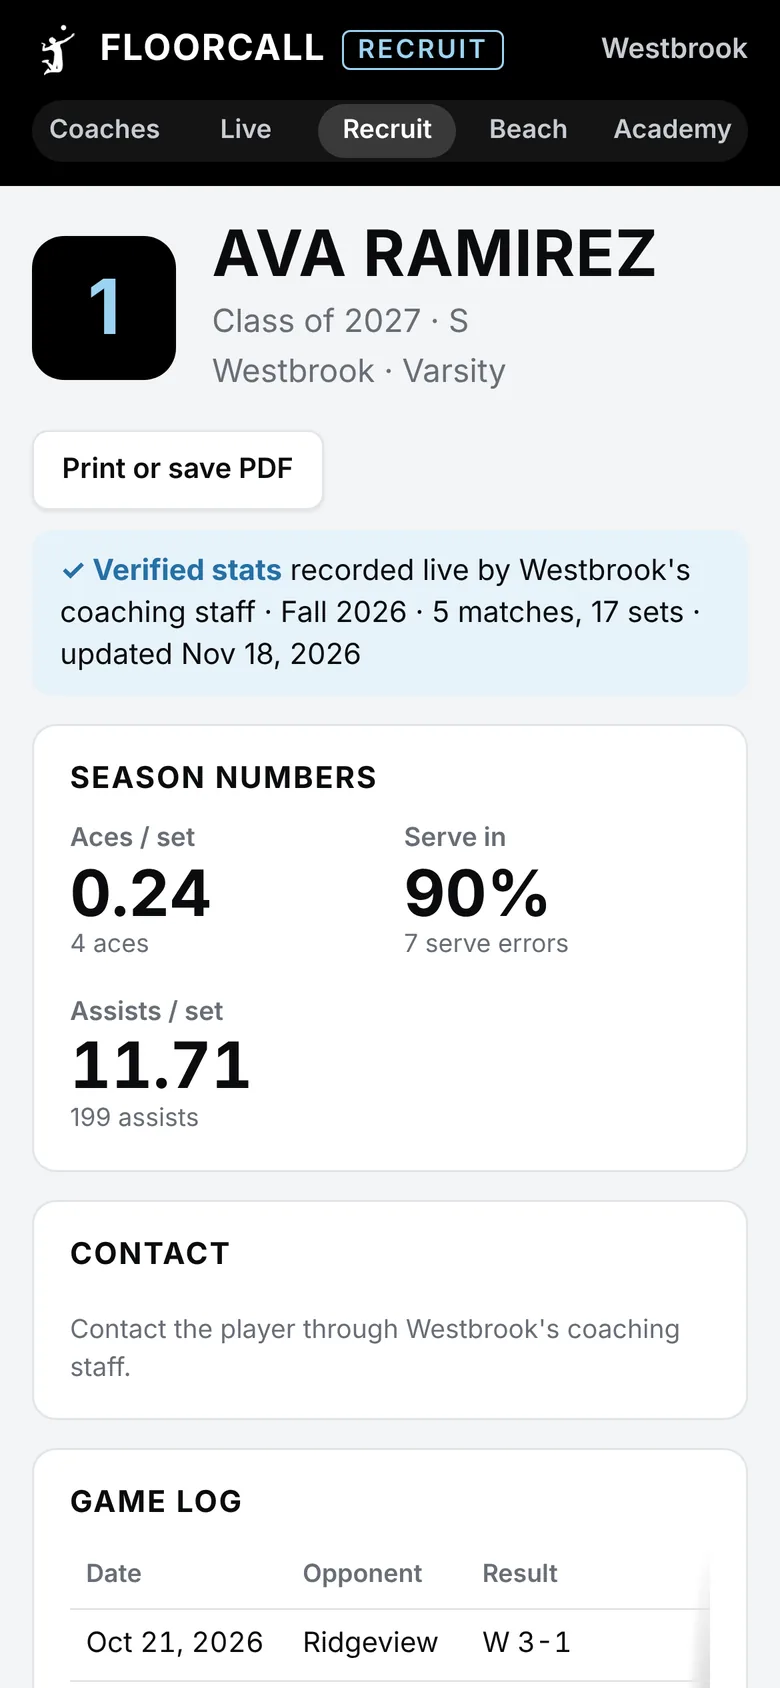 FLOORCALL RECRUIT Westbrook
Coaches Live Recruit Beach Academy
1
AVA RAMIREZ
Class of 2027 · S
Westbrook · Varsity
Print or save PDF
✓ Verified stats recorded live by Westbrook's
coaching staff · Fall 2026 · 5 matches, 17 sets ·
updated Nov 18, 2026
SEASON NUMBERS
Aces / set Serve in
0.24 90%
4 aces 7 serve errors
Assists / set
11.71
199 assists
CONTACT
Contact the player through Westbrook's coaching
staff.
GAME LOG
Date Opponent Result
Oct 21, 2026 Ridgeview W 3-1